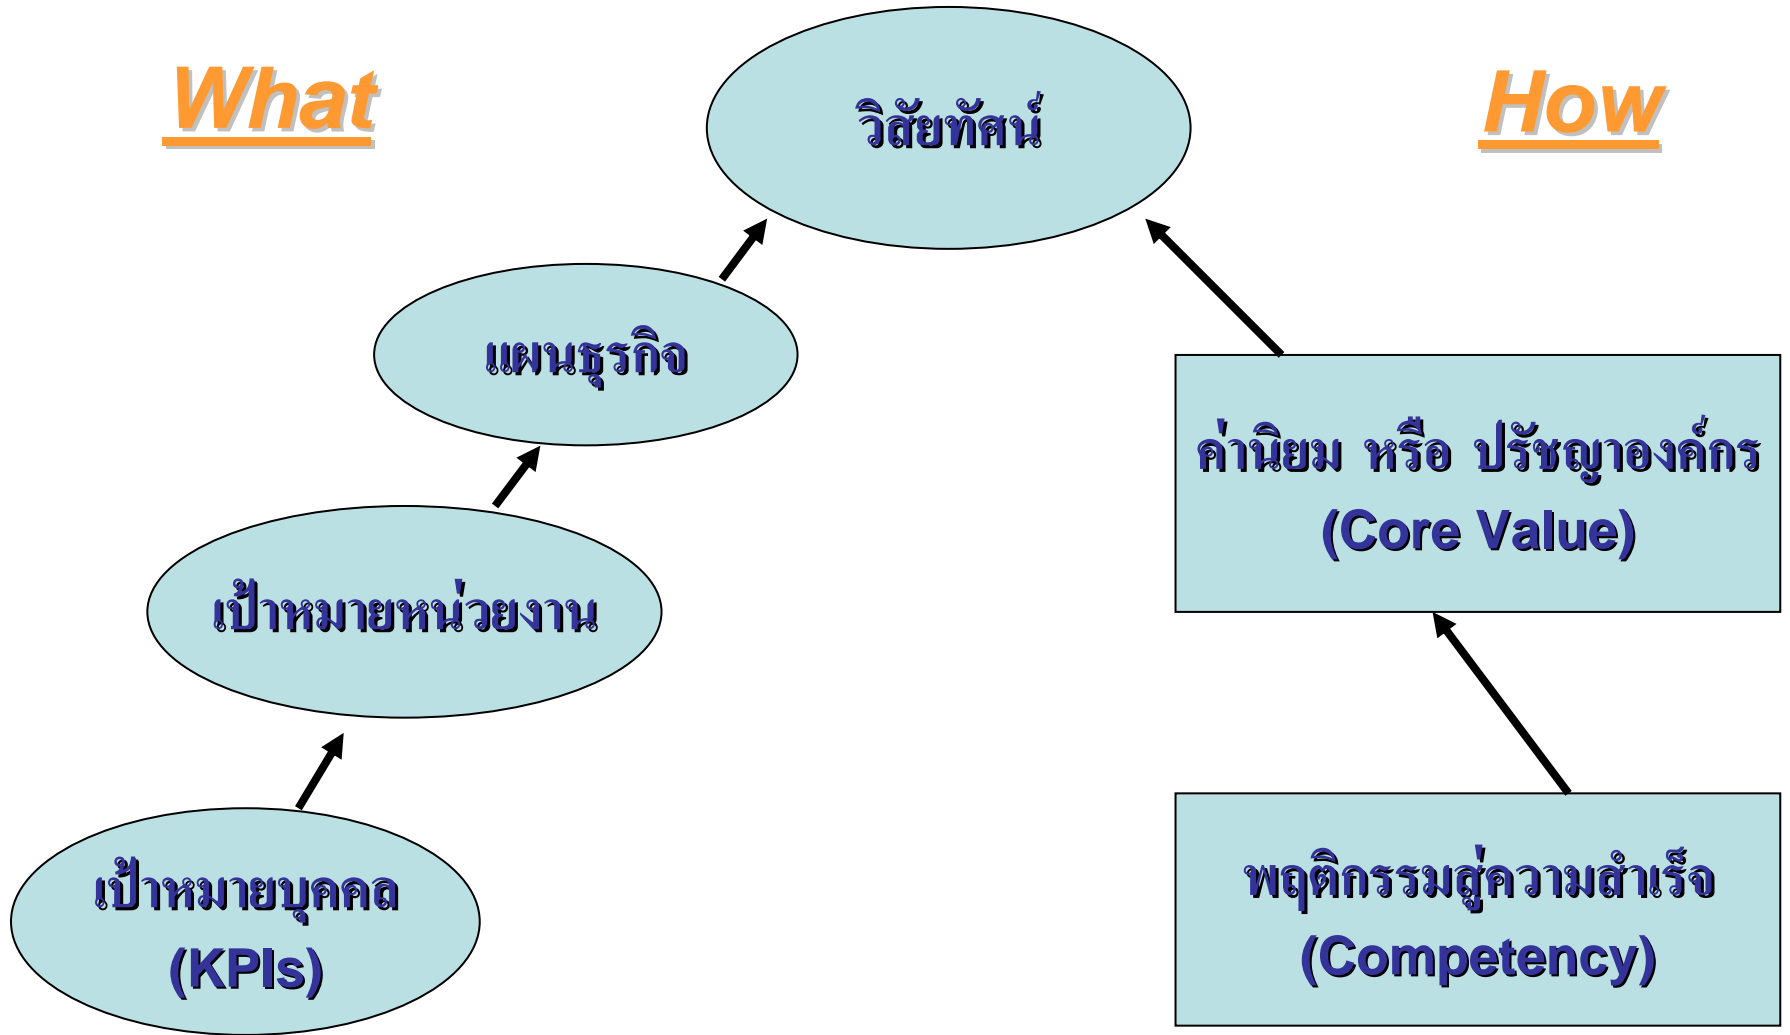 What
How
วิสัยทัศน์
แผนธุรกิจ
ค่านิยม หรือ ปรัชญาองค์กร
(Core Value)
เป้าหมายหน่วยงาน
เป้าหมายบุคคล
(KPIs)
พฤติกรรมสู่ความสำเร็จ
(Competency)